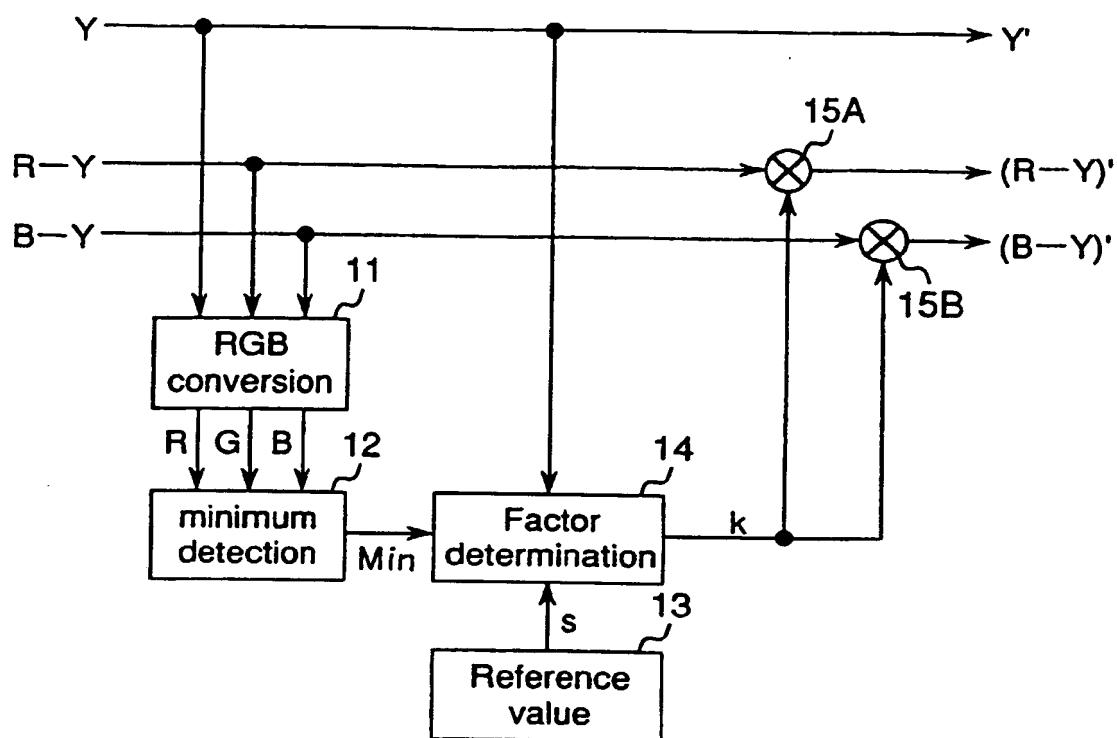 Y
Y'
15A
R—Y
(R—Y)'
B—Y
(B—Y)'
15B
11
RGB
conversion
R G B
12
minimum
detection
Min
14
Factor
determination
k
s
13
Reference
value